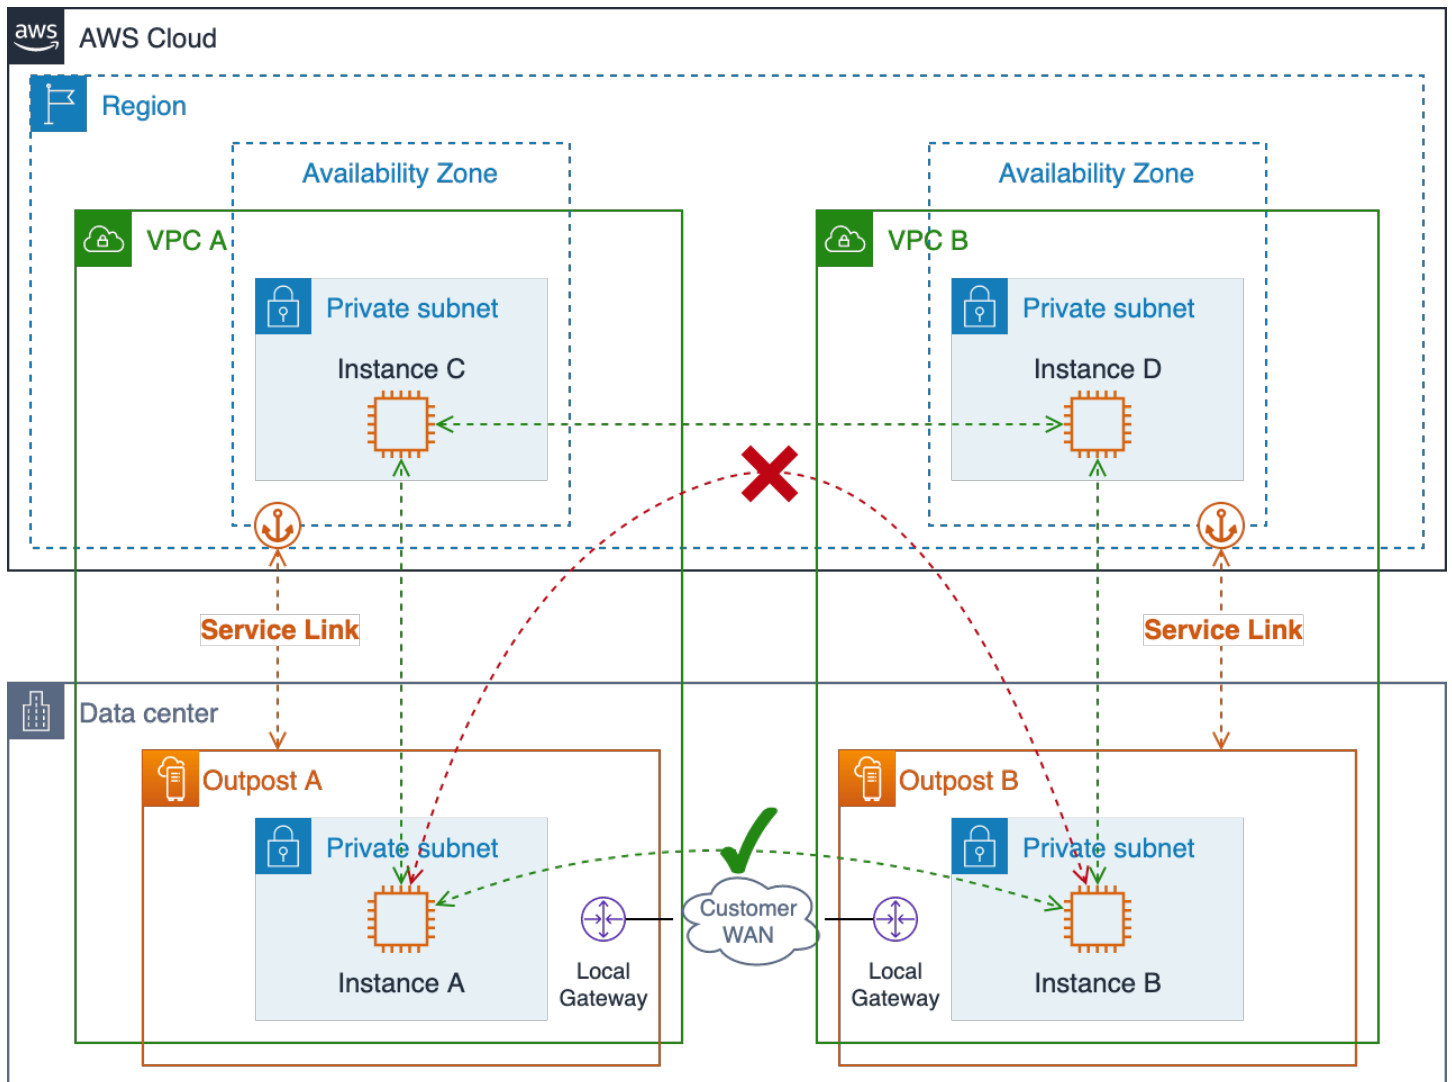 aws
AWS Cloud
Region
Availability Zone
Availability Zone
VPC A
VPC B
Private subnet
Private subnet
Instance C
Instance D
Service Link
Service Link
Data center
Outpost A
Outpost B
Private subnet
Private subnet
Customer
WAN
Local
Gateway
Local
Gateway
Instance A
Instance B